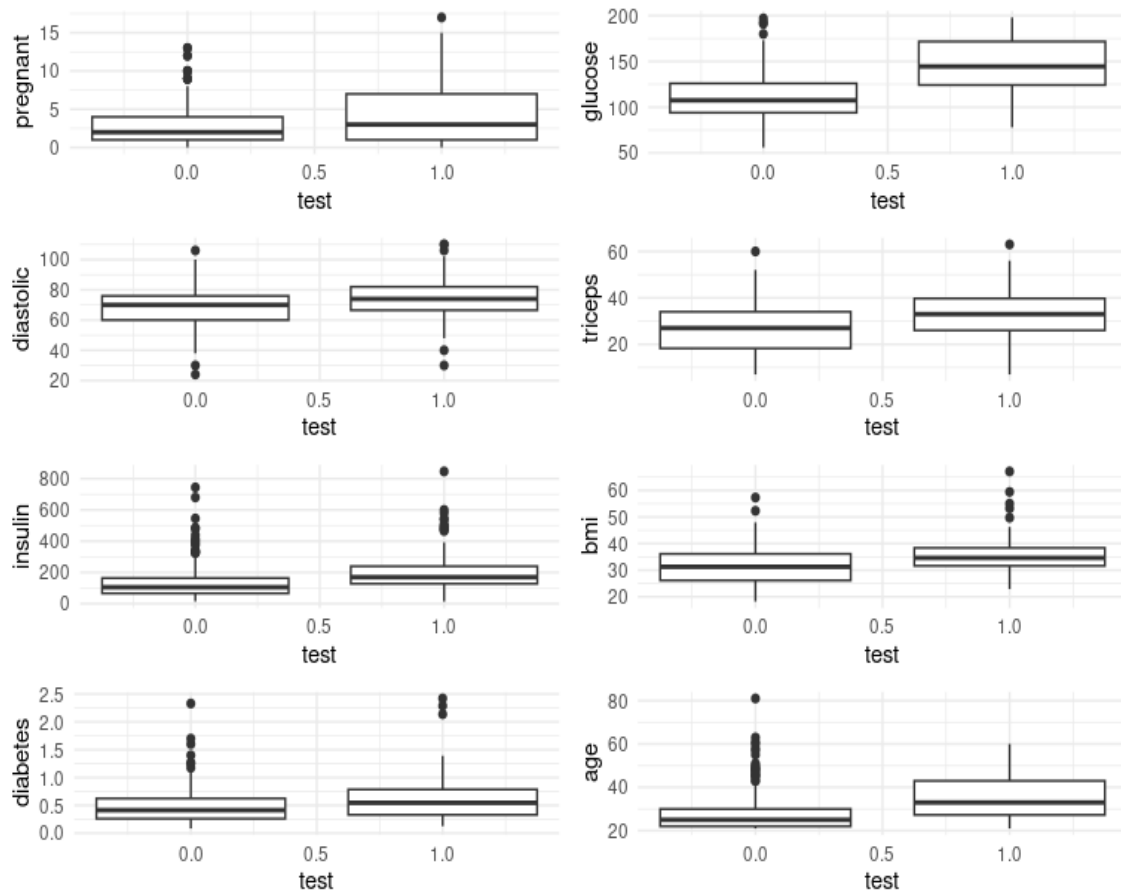 pregnant
15
10
5
0
0.0 0.5 1.0
test
glucose
200
150
100
50
0.0 0.5 1.0
test
diastolic
100
80
60
40
20
0.0 0.5 1.0
test
triceps
60
40
20
0.0 0.5 1.0
test
insulin
800
600
400
200
0
0.0 0.5 1.0
test
bmi
60
50
40
30
20
0.0 0.5 1.0
test
diabetes
2.5
2.0
1.5
1.0
0.5
0.0
0.0 0.5 1.0
test
age
80
60
40
20
0.0 0.5 1.0
test